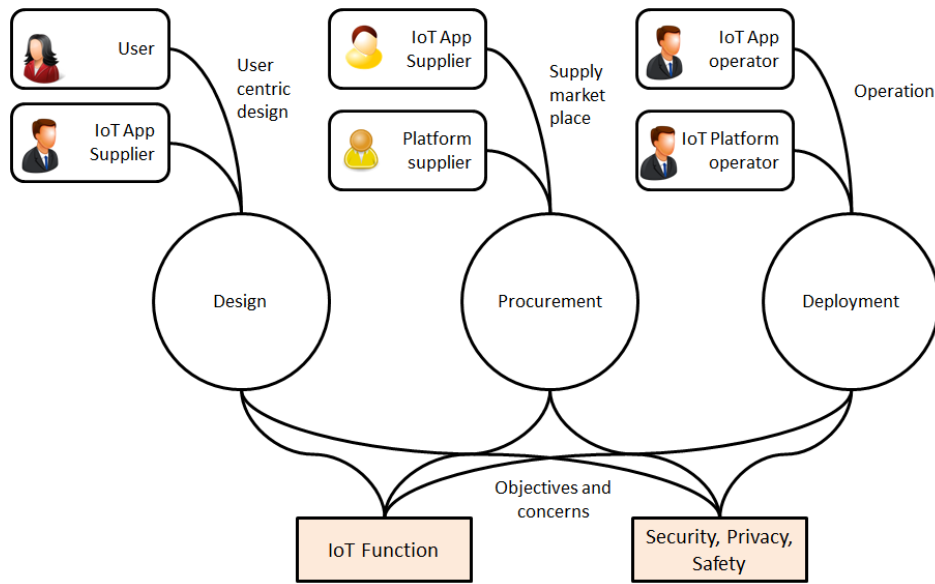 User
IoT App
Supplier
User
centric
design
IoT App
Supplier
Platform
supplier
Supply
market
place
IoT App
operator
IoT Platform
operator
Operation
Design
Procurement
Deployment
Objectives and
concerns
IoT Function
Security, Privacy,
Safety